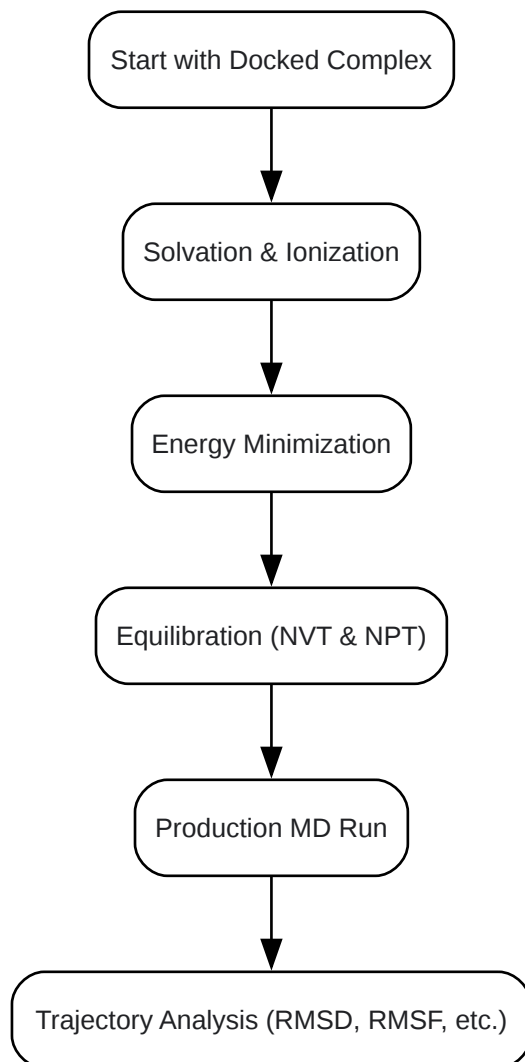 Start with Docked Complex
Solvation & Ionization
Energy Minimization
Equilibration (NVT & NPT)
Production MD Run
Trajectory Analysis (RMSD, RMSF, etc.)